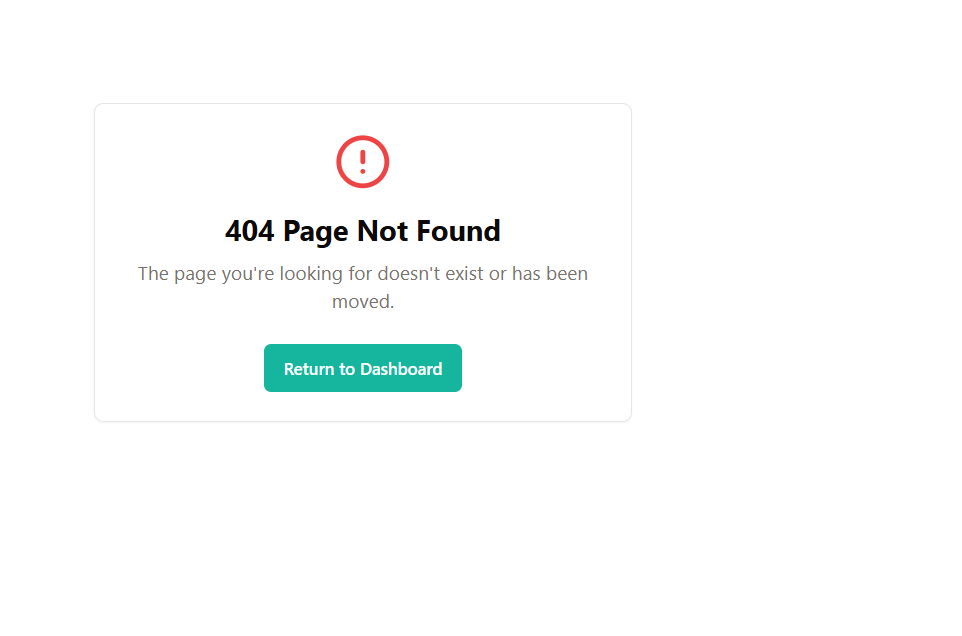 404 Page Not Found
The page you're looking for doesn't exist or has been
moved.
Return to Dashboard